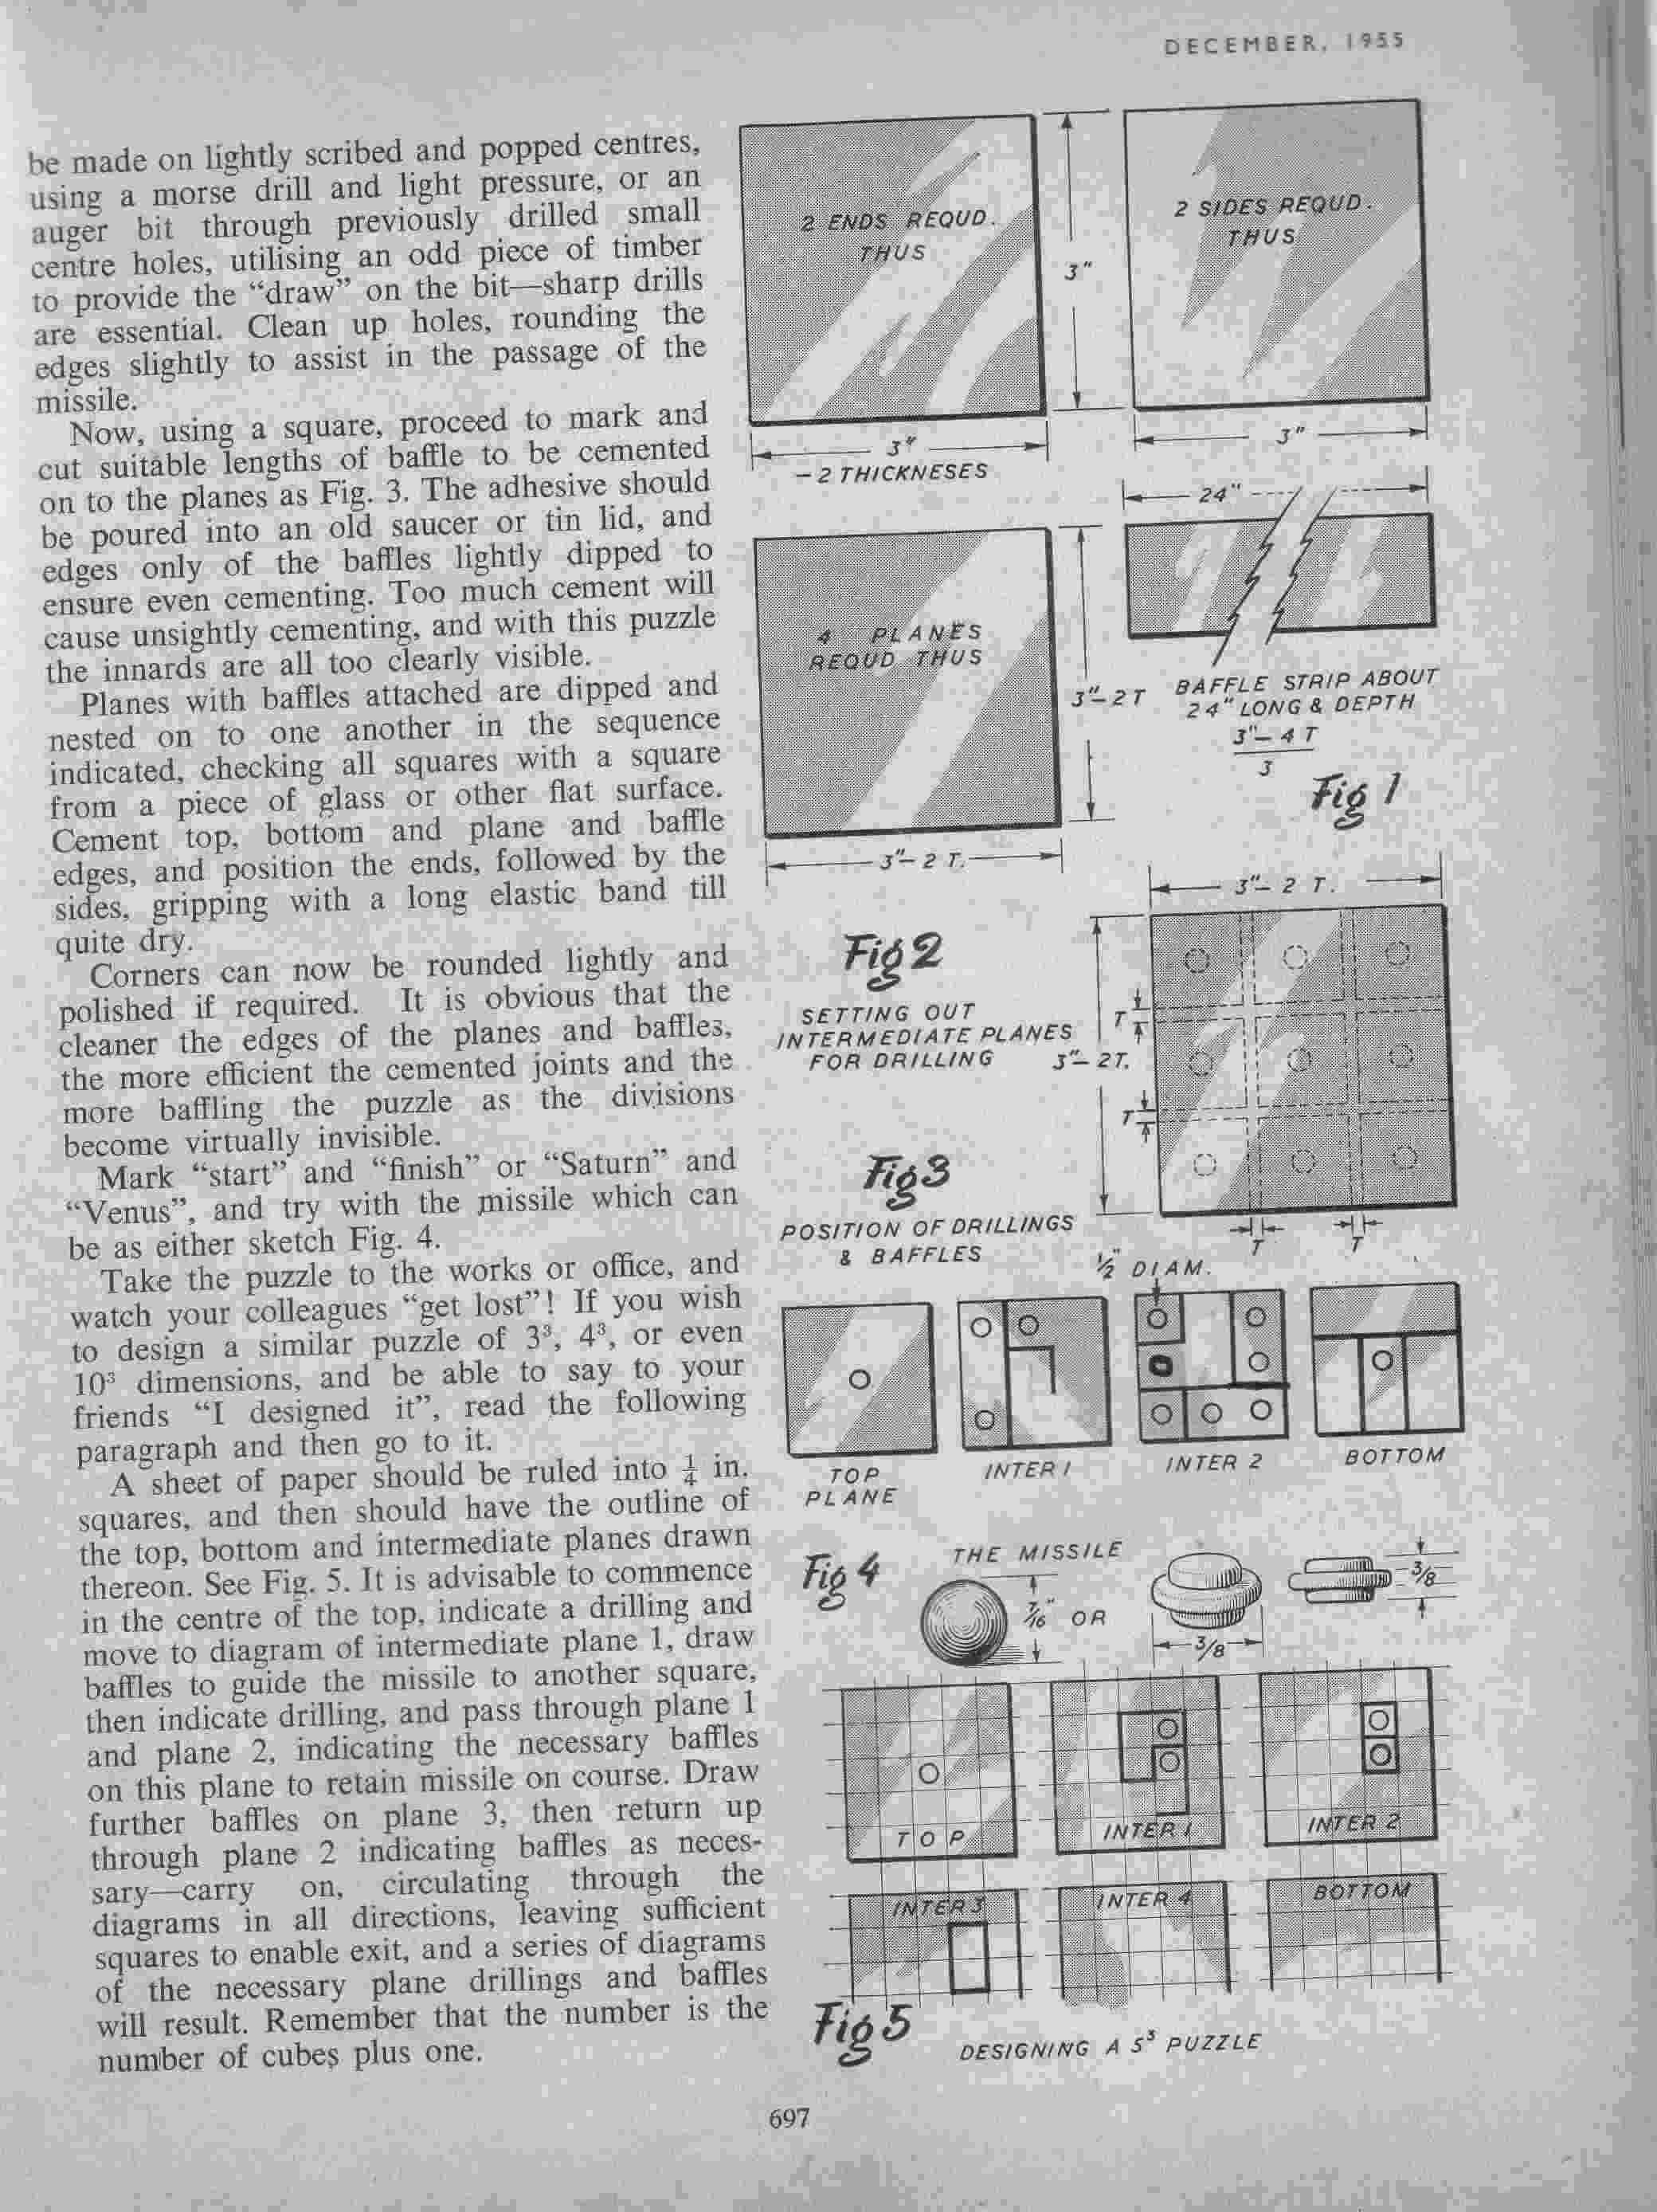 DECEMBER, 1955
be made on lightly scribed and popped centres,
using a morse drill and light pressure, or an
auger bit through previously drilled small
centre holes, utilising an odd piece of timber
to provide the “draw” on the bit—sharp drills
are essential. Clean up holes, rounding the
edges slightly to assist in the passage of the
missile.
Now, using a square, proceed to mark and
cut suitable lengths of baffle to be cemented
on to the planes as Fig. 3. The adhesive should
be poured into an old saucer or tin lid, and
edges only of the baffles lightly dipped to
ensure even cementing. Too much cement will
cause unsightly cementing, and with this puzzle
the innards are all too clearly visible.
Planes with baffles attached are dipped and
nested on to one another in the sequence
indicated, checking all squares with a square
from a piece of glass or other flat surface.
Cement top, bottom and plane and baffle
edges, and position the ends, followed by the
sides, gripping with a long elastic band till
quite dry.
Corners can now be rounded lightly and
polished if required. It is obvious that the
cleaner the edges of the planes and baffles,
the more efficient the cemented joints and the
more baffling the puzzle as the divisions
become virtually invisible.
Mark “start” and “finish” or “Saturn” and
“Venus”, and try with the missile which can
be as either sketch Fig. 4.
Take the puzzle to the works or office, and
watch your colleagues “get lost”! If you wish
to design a similar puzzle of 3³, 4³, or even
10³ dimensions, and be able to say to your
friends “I designed it”, read the following
paragraph and then go to it.
A sheet of paper should be ruled into ¼ in.
squares, and then should have the outline of
the top, bottom and intermediate planes drawn
thereon. See Fig. 5. It is advisable to commence
in the centre of the top, indicate a drilling and
move to diagram of intermediate plane 1, draw
baffles to guide the missile to another square,
then indicate drilling, and pass through plane 1
and plane 2, indicating the necessary baffles
on this plane to retain missile on course. Draw
further baffles on plane 3, then return up
through plane 2 indicating baffles as neces-
sary—carry on, circulating through the
diagrams in all directions, leaving sufficient
squares to enable exit, and a series of diagrams
of the necessary plane drillings and baffles
will result. Remember that the number is the
number of cubes plus one.
2 ENDS REQUD.
THUS
3"
2 SIDES REQUD.
THUS
3"
– 2 THICKNESES
3"
24"
4 PLANES
REQUD THUS
3"– 2 T
BAFFLE STRIP ABOUT
24" LONG & DEPTH
3"– 4 T
3
Fig 1
3"– 2 T.
3"– 2 T.
Fig 2
SETTING OUT
INTERMEDIATE PLANES
FOR DRILLING
T
3"– 2T.
T
T
T
Fig 3
POSITION OF DRILLINGS
& BAFFLES
½" DIAM.
TOP
PLANE
INTER 1
INTER 2
BOTTOM
Fig 4
THE MISSILE
7/16" OR
3/8
3/8
TOP
INTER 1
INTER 2
INTER 3
INTER 4
BOTTOM
Fig 5
DESIGNING A 5³ PUZZLE
697